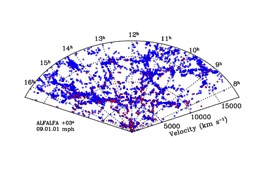 12ʰ
13ʰ
11ʰ
14ʰ
10ʰ
15ʰ
9ʰ
16ʰ
8ʰ
15000
10000
5000
Velocity (km s⁻¹)
ALFALFA +03°
09.01.01 mph